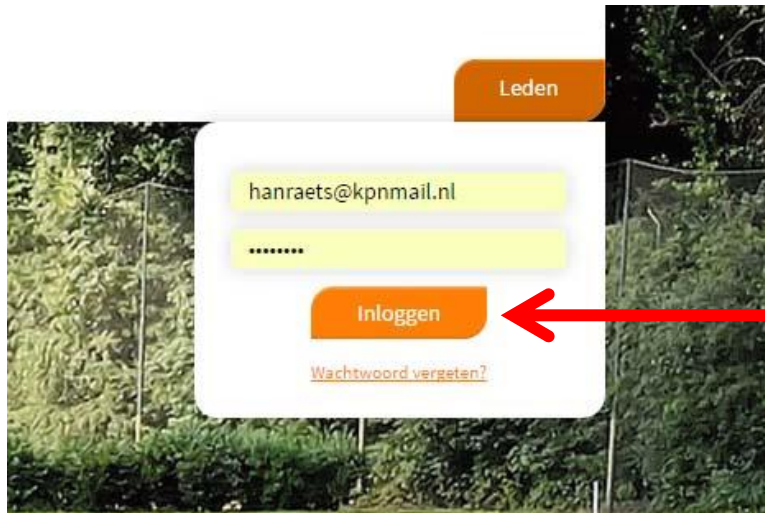 Leden
hanraets@kpnmail.nl
••••••••
Inloggen
Wachtwoord vergeten?